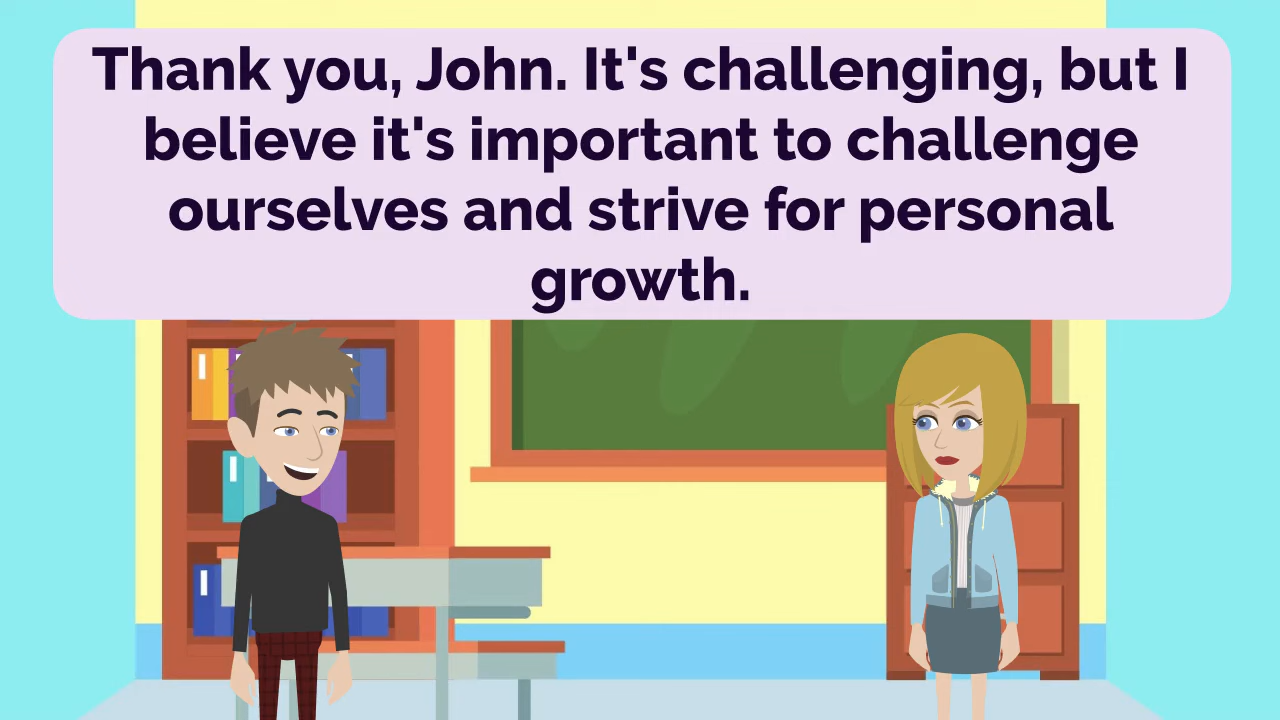 Thank you, John. It's challenging, but I
believe it's important to challenge
ourselves and strive for personal
growth.